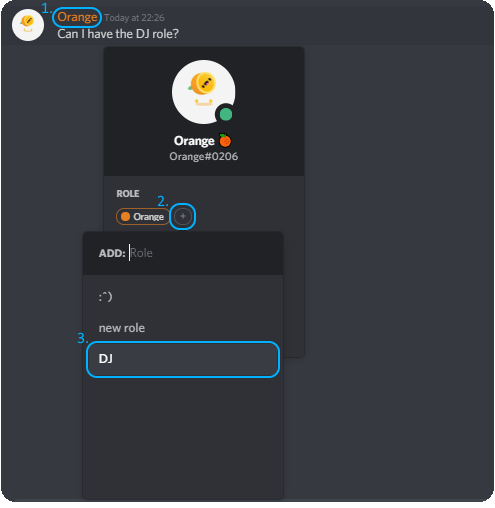 1.
Orange Today at 22:26
Can I have the DJ role?
Orange 🍊
Orange#0206
ROLE
2.
Orange +
ADD: Role
:^)
new role
3.
DJ